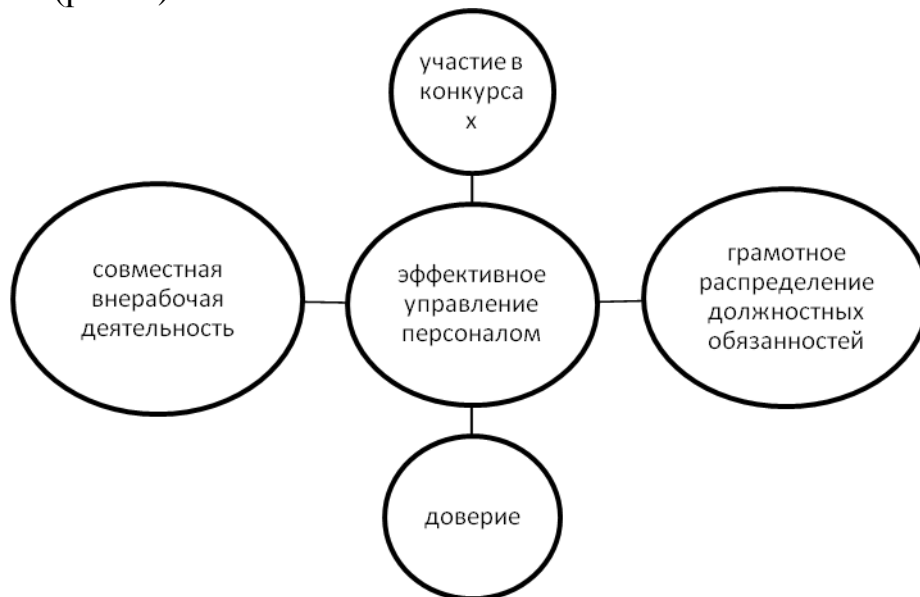 участие в
конкурса
х
совместная
внерабочая
деятельность
эффективное
управление
персоналом
грамотное
распределение
должностных
обязанностей
доверие